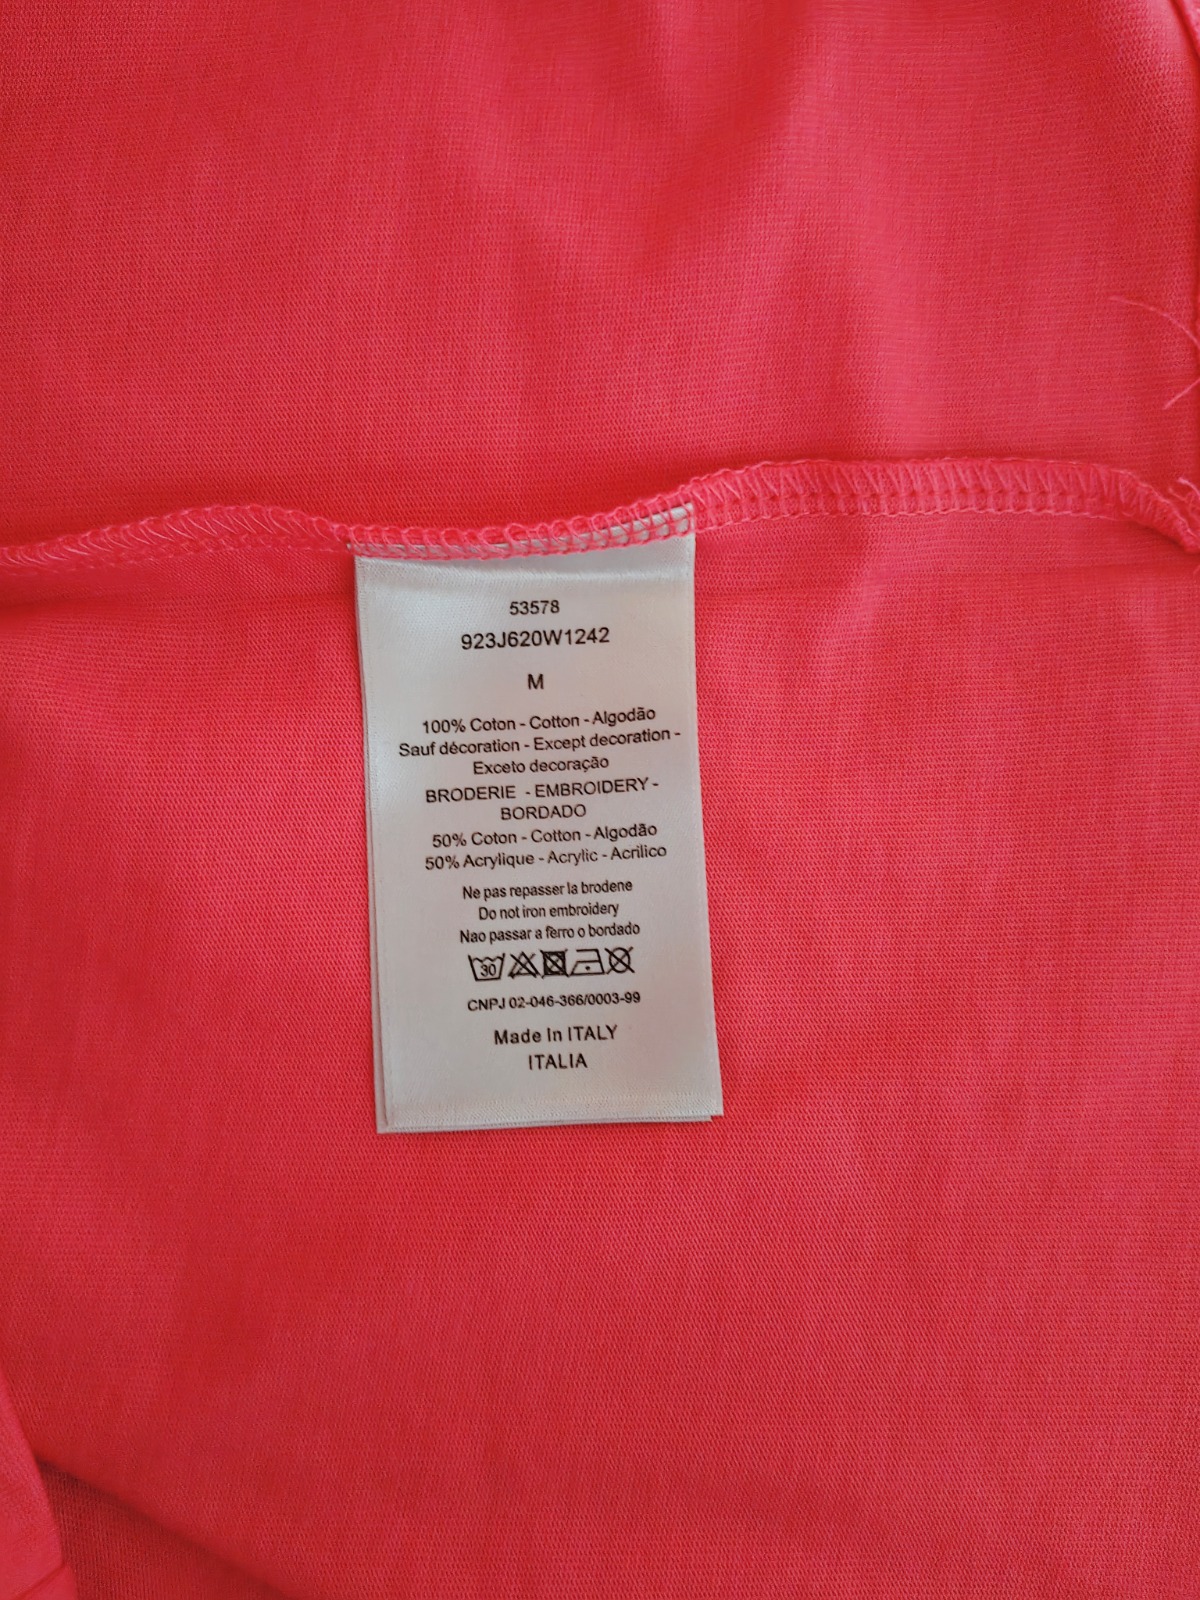 53578
923J620W1242
M
100% Coton - Cotton - Algodão
Sauf décoration - Except decoration -
Exceto decoração
BRODERIE - EMBROIDERY -
BORDADO
50% Coton - Cotton - Algodão
50% Acrylique - Acrylic - Acrilico
Ne pas repasser la brodene
Do not iron embroidery
Nao passar a ferro o bordado
30
CNPJ 02-046-366/0003-99
Made In ITALY
ITALIA